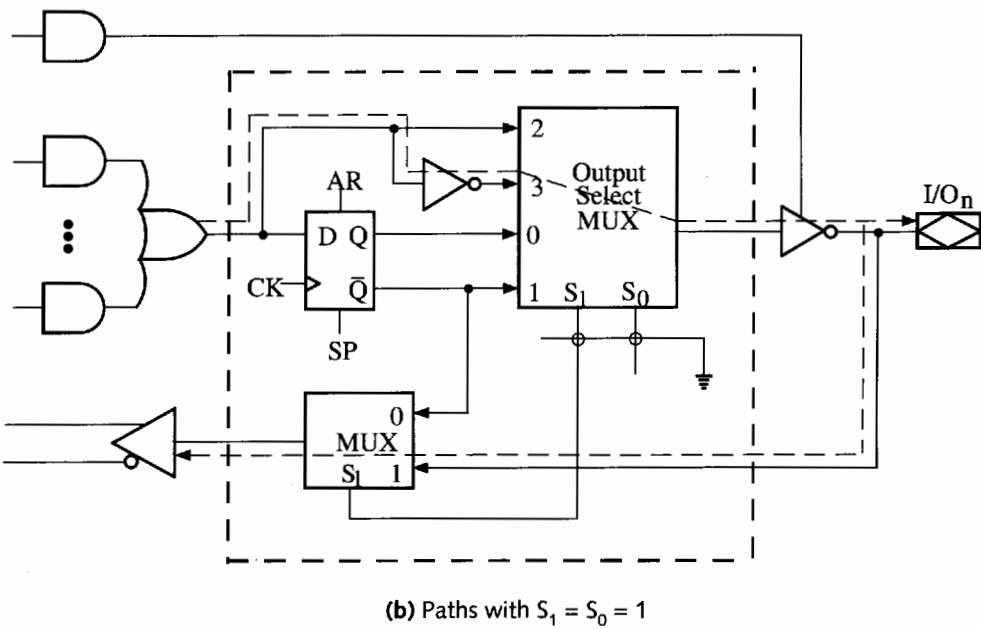 2
Output
Select
MUX
3
AR
D Q
0
CK
Q̅
1 S₁ S₀
SP
I/Oₙ
0
MUX
S₁ 1
(b) Paths with S₁ = S₀ = 1